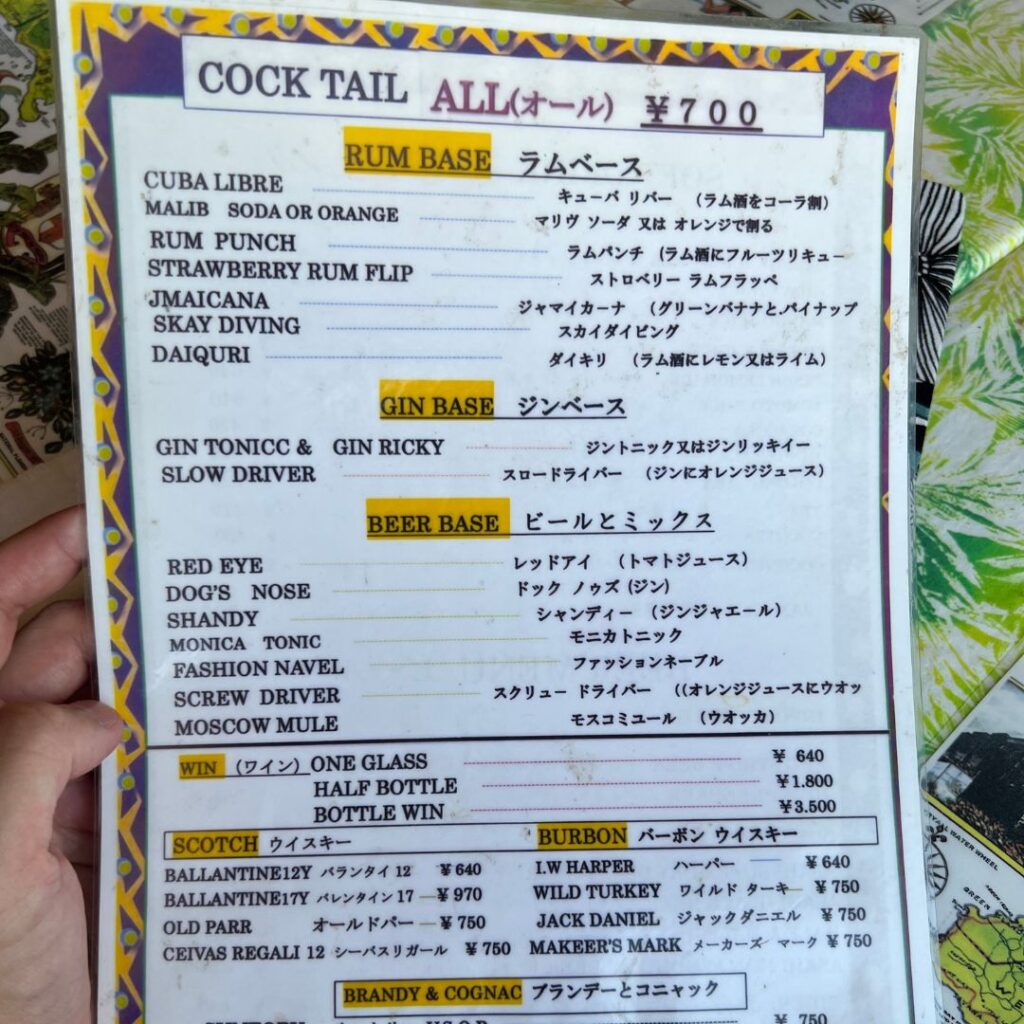 COCK TAIL ALL(オール) ￥700
RUM BASE ラムベース
CUBA LIBRE キューバ リバー （ラム酒をコーラ割）
MALIB SODA OR ORANGE マリヴ ソーダ 又は オレンジで割る
RUM PUNCH ラムパンチ (ラム酒にフルーツリキュー
STRAWBERRY RUM FLIP ストロベリー ラムフラッペ
JMAICANA ジャマイカーナ （グリーンバナナと.パイナップ
SKAY DIVING スカイダイビング
DAIQURI ダイキリ （ラム酒にレモン又はライム）
GIN BASE ジンベース
GIN TONICC & GIN RICKY ジントニック又はジンリッキイー
SLOW DRIVER スロードライバー （ジンにオレンジジュース）
BEER BASE ビールとミックス
RED EYE レッドアイ （トマトジュース）
DOG'S NOSE ドック ノゥズ (ジン)
SHANDY シャンディー （ジンジャエール）
MONICA TONIC モニカトニック
FASHION NAVEL ファッションネーブル
SCREW DRIVER スクリュー ドライバー （(オレンジジュースにウオッ
MOSCOW MULE モスコミユール （ウオッカ）
WIN （ワイン） ONE GLASS ￥ 640
HALF BOTTLE ￥1.800
BOTTLE WIN ￥3.500
SCOTCH ウイスキー
BALLANTINE12Y バランタイ 12 ￥640
BALLANTINE17Y バレンタイン 17 ￥970
OLD PARR オールドパー ￥750
CEIVAS REGALI 12 シーバスリガール ￥750
BURBON バーボン ウイスキー
I.W HARPER ハーパー ￥640
WILD TURKEY ワイルド ターキ ￥750
JACK DANIEL ジャックダニエル ￥750
MAKEER'S MARK メーカーズ マーク ￥750
BRANDY & COGNAC ブランデーとコニャック
￥ 750
WATER WHEEL
GREEN